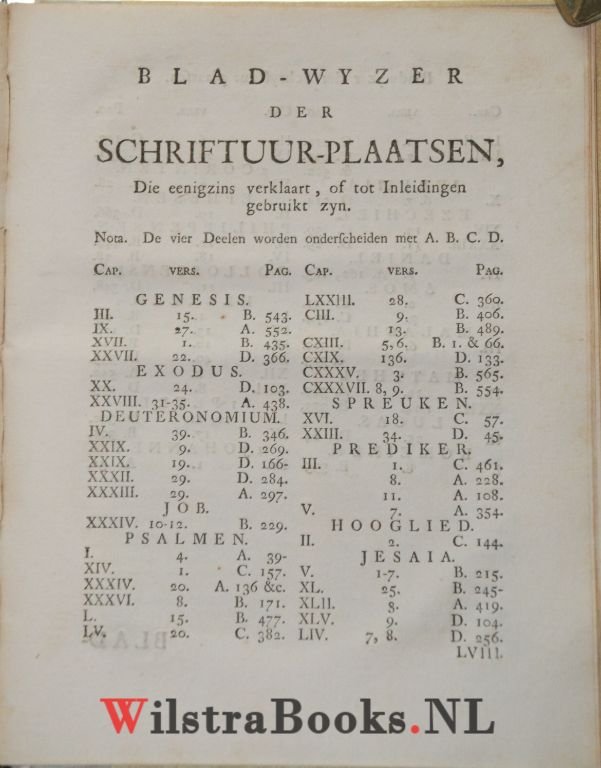 BLAD-WYZER
DER
SCHRIFTUUR-PLAATSEN,
Die eenigzins verklaart, of tot Inleidingen
gebruikt zyn.
Nota. De vier Deelen worden onderscheiden met A. B. C. D.
CAP. VERS. PAG.
GENESIS.
III. 15. B. 543.
IX. 27. A. 552.
XVII. 1. B. 435.
XXVII. 22. D. 366.
EXODUS.
XX. 24. D. 103.
XXVIII. 31-35. A. 438.
DEUTERONOMIUM.
IV. 39. B. 346.
XXIX. 9. D. 269.
XXIX. 19. D. 166-
XXXII. 29. D. 284.
XXXIII. 29. A. 297.
JOB.
XXXIV. 10-12. B. 229.
PSALMEN.
I. 4. A. 39-
XIV. 1. C. 157.
XXXIV. 20. A. 136 &c.
XXXVI. 8. B. 171.
L. 15. B. 477.
LV. 20. C. 382.
CAP. VERS. PAG.
LXXIII. 28. C. 360.
CIII. 9. B. 406.
13. B. 489.
CXIII. 5,6. B. 1. & 66.
CXIX. 136. D. 133.
CXXXV. 3. B. 565.
CXXXVII. 8, 9. B. 554.
SPREUKEN.
XVI. 18. C. 57.
XXIII. 34. D. 45.
PREDIKER.
III. 1. C. 461.
8. A. 228.
11. A. 108.
V. 7. A. 354.
HOOGLIED.
II. 2. C. 144.
JESAIA.
V. 1-7. B. 215.
XL. 25. B. 245-
XLII. 3. A. 419.
XLV. 9. D. 104.
LIV. 7, 8. D. 256.
LVIII.
WilstraBooks.NL